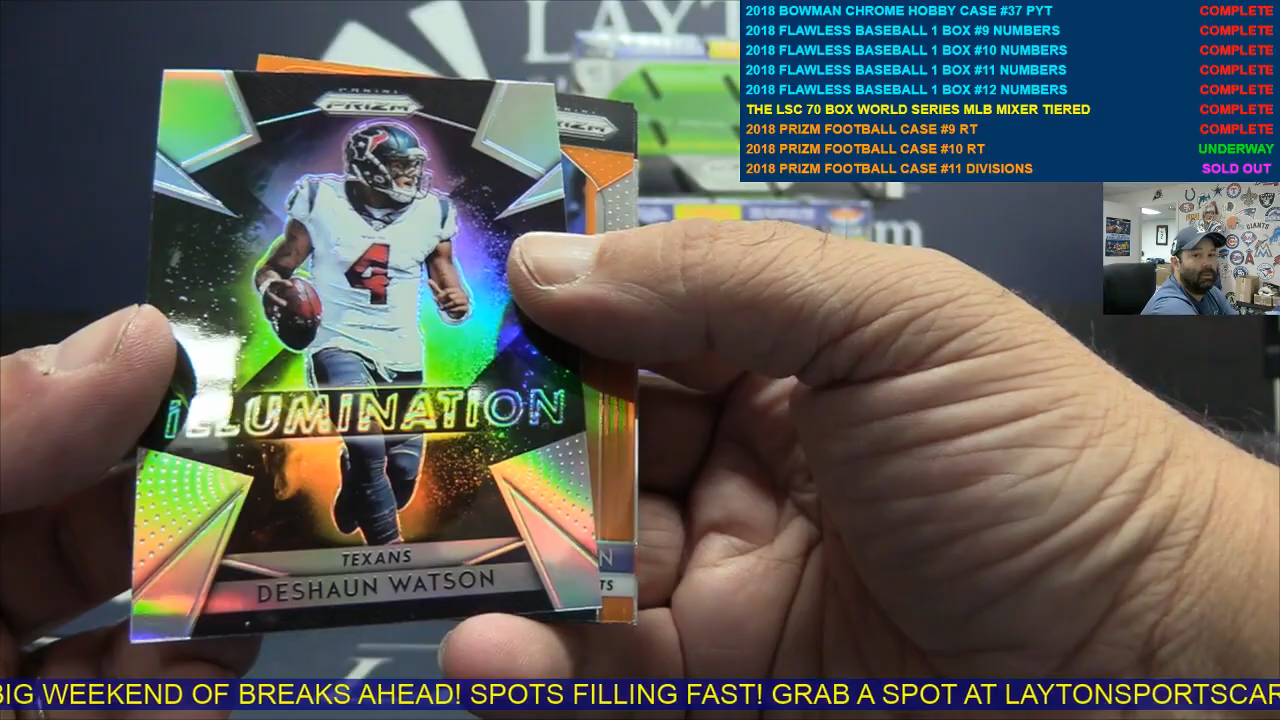 2018 BOWMAN CHROME HOBBY CASE #37 PYT COMPLETE
2018 FLAWLESS BASEBALL 1 BOX #9 NUMBERS COMPLETE
2018 FLAWLESS BASEBALL 1 BOX #10 NUMBERS COMPLETE
2018 FLAWLESS BASEBALL 1 BOX #11 NUMBERS COMPLETE
2018 FLAWLESS BASEBALL 1 BOX #12 NUMBERS COMPLETE
THE LSC 70 BOX WORLD SERIES MLB MIXER TIERED COMPLETE
2018 PRIZM FOOTBALL CASE #9 RT COMPLETE
2018 PRIZM FOOTBALL CASE #10 RT UNDERWAY
2018 PRIZM FOOTBALL CASE #11 DIVISIONS SOLD OUT
LAYTON
PANINI
PRIZM
PRIZM
4
ILLUMINATION
TEXANS
DESHAUN WATSON
N
TS
GIANTS
BIG WEEKEND OF BREAKS AHEAD! SPOTS FILLING FAST! GRAB A SPOT AT LAYTONSPORTSCAR